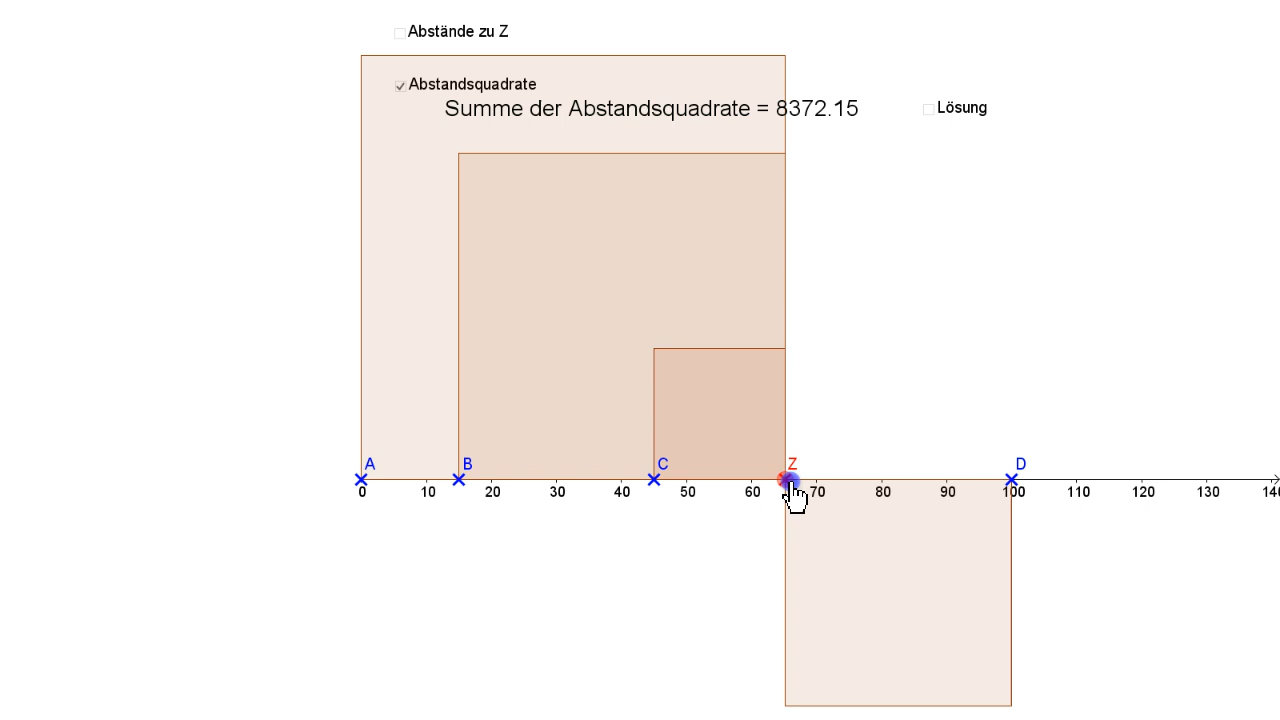 Abstände zu Z
Abstandsquadrate
Summe der Abstandsquadrate = 8372.15
Lösung
A B C Z D
0 10 20 30 40 50 60 70 80 90 100 110 120 130